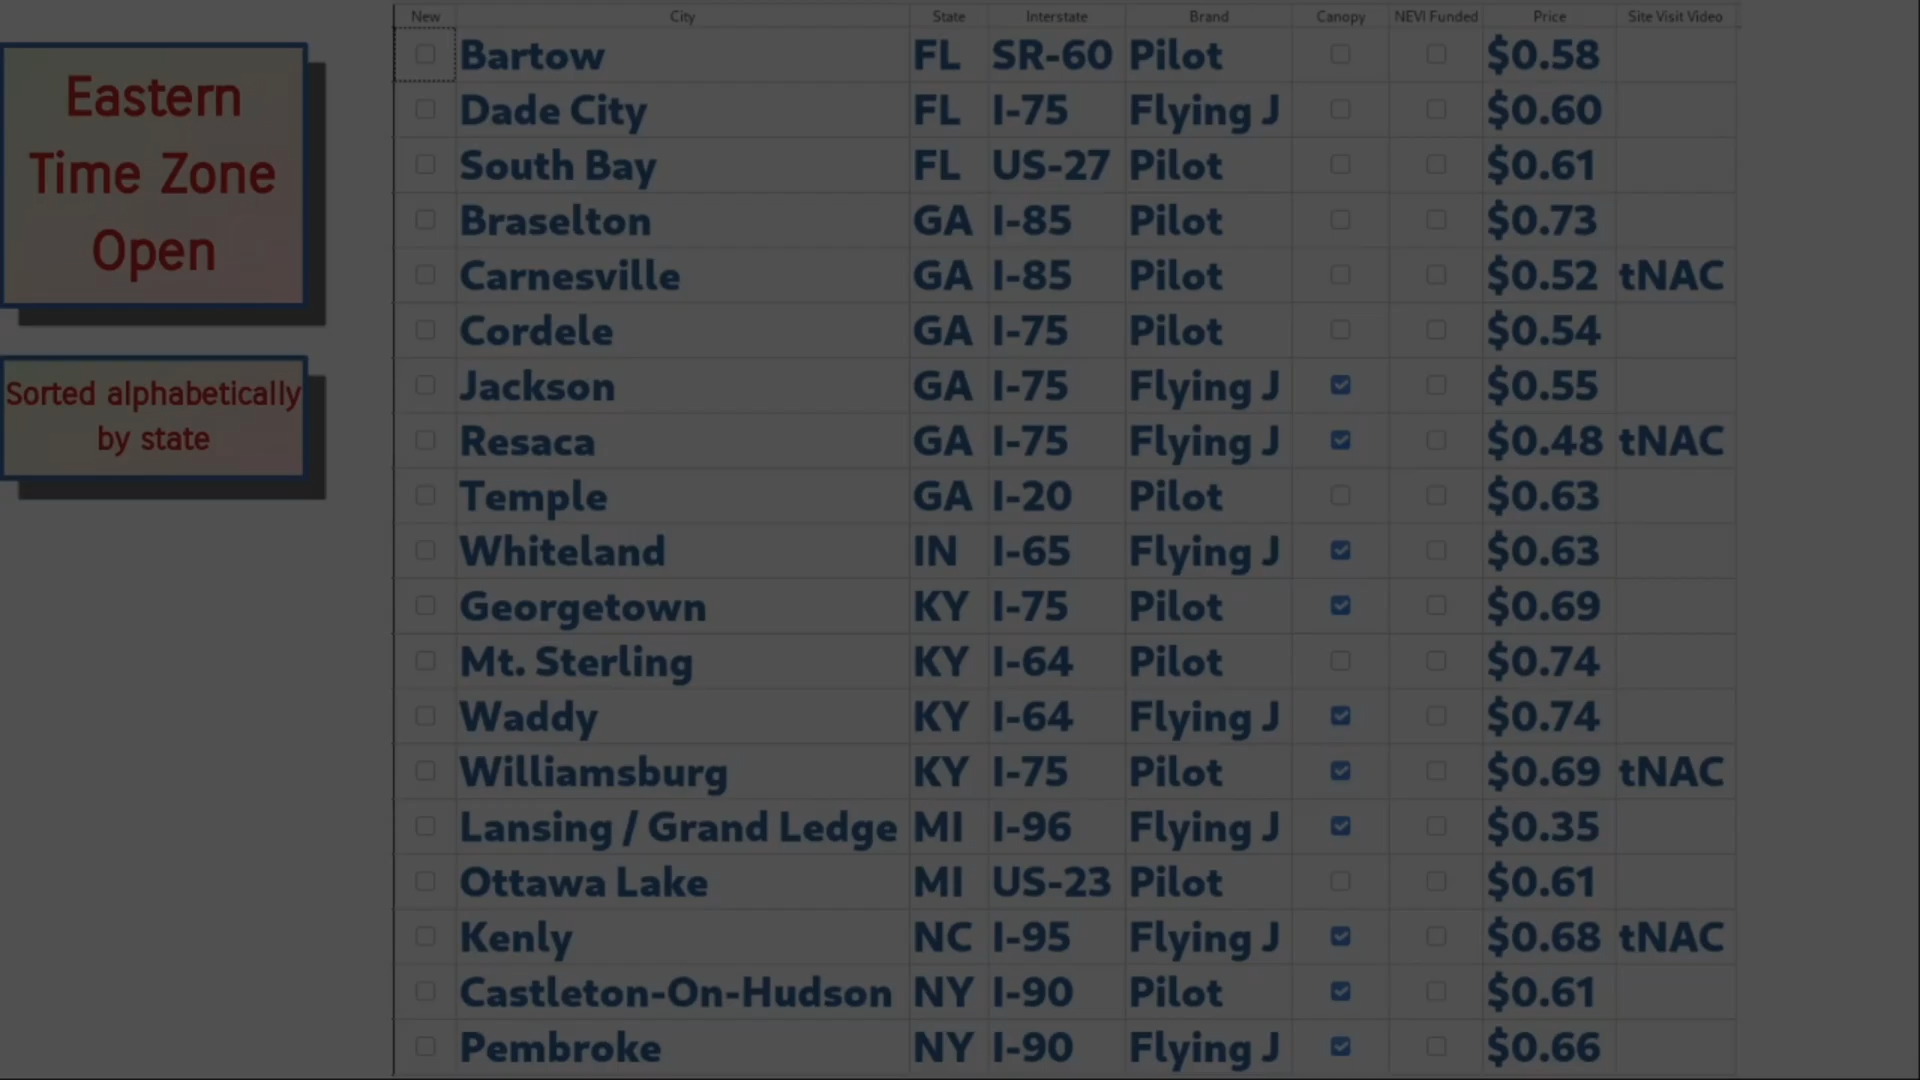 Eastern
Time Zone
Open
Sorted alphabetically
by state
New City State Interstate Brand Canopy NEVI Funded Price Site Visit Video
Bartow FL SR-60 Pilot $0.58
Dade City FL I-75 Flying J $0.60
South Bay FL US-27 Pilot $0.61
Braselton GA I-85 Pilot $0.73
Carnesville GA I-85 Pilot $0.52 tNAC
Cordele GA I-75 Pilot $0.54
Jackson GA I-75 Flying J $0.55
Resaca GA I-75 Flying J $0.48 tNAC
Temple GA I-20 Pilot $0.63
Whiteland IN I-65 Flying J $0.63
Georgetown KY I-75 Pilot $0.69
Mt. Sterling KY I-64 Pilot $0.74
Waddy KY I-64 Flying J $0.74
Williamsburg KY I-75 Pilot $0.69 tNAC
Lansing / Grand Ledge MI I-96 Flying J $0.35
Ottawa Lake MI US-23 Pilot $0.61
Kenly NC I-95 Flying J $0.68 tNAC
Castleton-On-Hudson NY I-90 Pilot $0.61
Pembroke NY I-90 Flying J $0.66